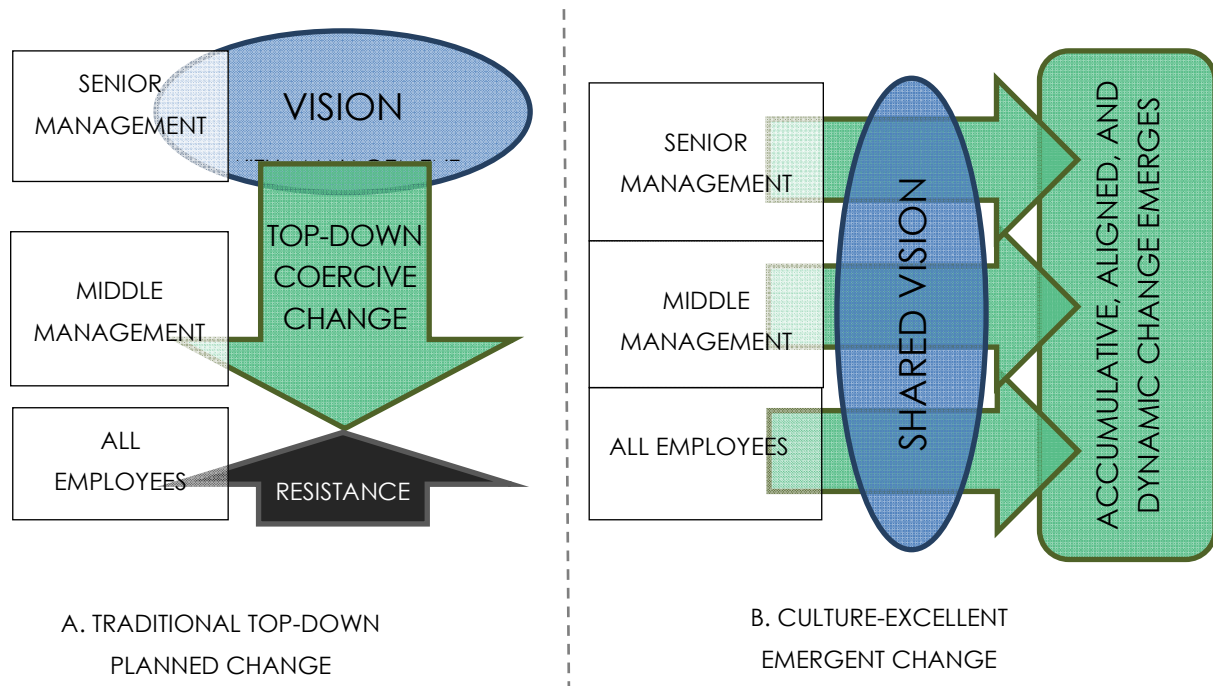 SENIOR
MANAGEMENT
VISION
TOP-DOWN
COERCIVE
CHANGE
MIDDLE
MANAGEMENT
ALL
EMPLOYEES
RESISTANCE
A. TRADITIONAL TOP-DOWN
PLANNED CHANGE
SENIOR
MANAGEMENT
MIDDLE
MANAGEMENT
ALL EMPLOYEES
SHARED VISION
ACCUMULATIVE, ALIGNED, AND
DYNAMIC CHANGE EMERGES
B. CULTURE-EXCELLENT
EMERGENT CHANGE